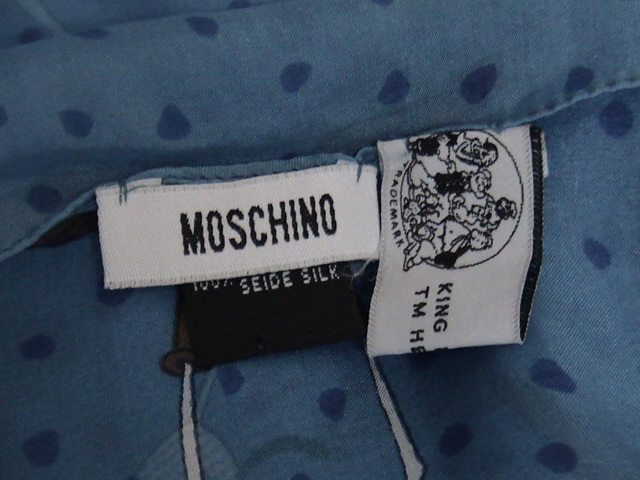 MOSCHINO
100%
SEIDE SILK
TRADEMARK
KING
TM